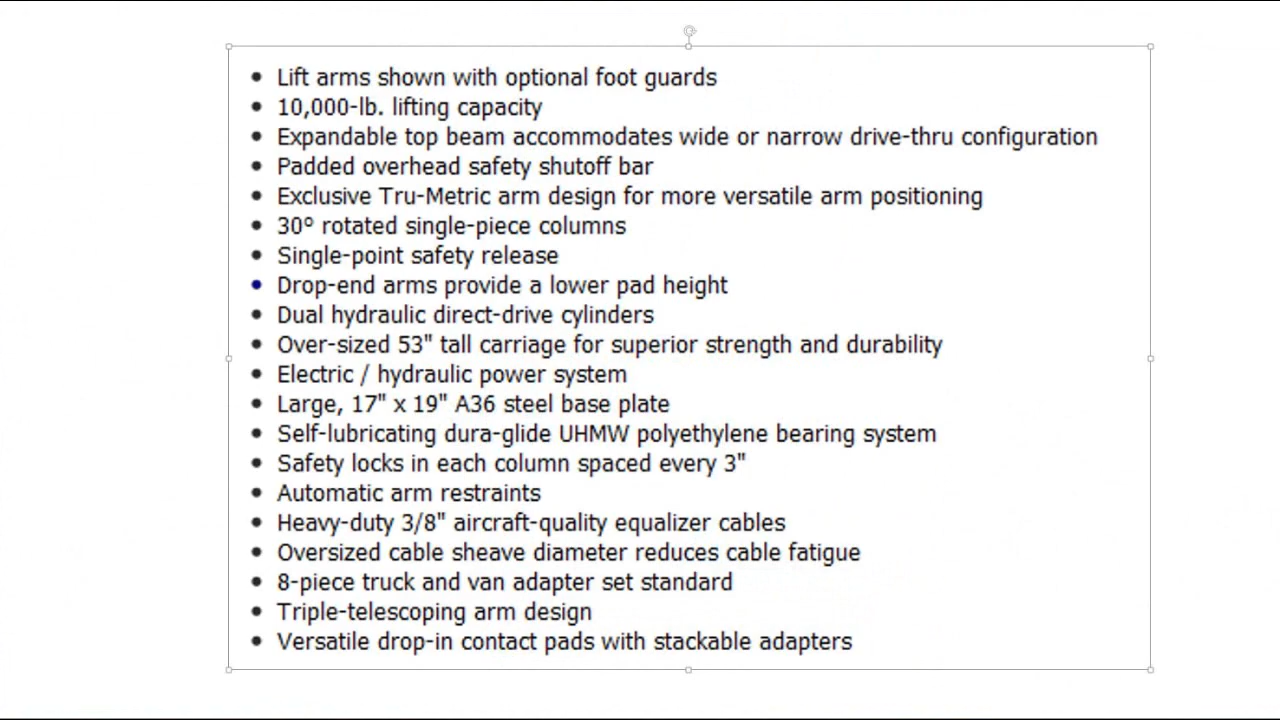 • Lift arms shown with optional foot guards
• 10,000-lb. lifting capacity
• Expandable top beam accommodates wide or narrow drive-thru configuration
• Padded overhead safety shutoff bar
• Exclusive Tru-Metric arm design for more versatile arm positioning
• 30º rotated single-piece columns
• Single-point safety release
• Drop-end arms provide a lower pad height
• Dual hydraulic direct-drive cylinders
• Over-sized 53" tall carriage for superior strength and durability
• Electric / hydraulic power system
• Large, 17" x 19" A36 steel base plate
• Self-lubricating dura-glide UHMW polyethylene bearing system
• Safety locks in each column spaced every 3"
• Automatic arm restraints
• Heavy-duty 3/8" aircraft-quality equalizer cables
• Oversized cable sheave diameter reduces cable fatigue
• 8-piece truck and van adapter set standard
• Triple-telescoping arm design
• Versatile drop-in contact pads with stackable adapters